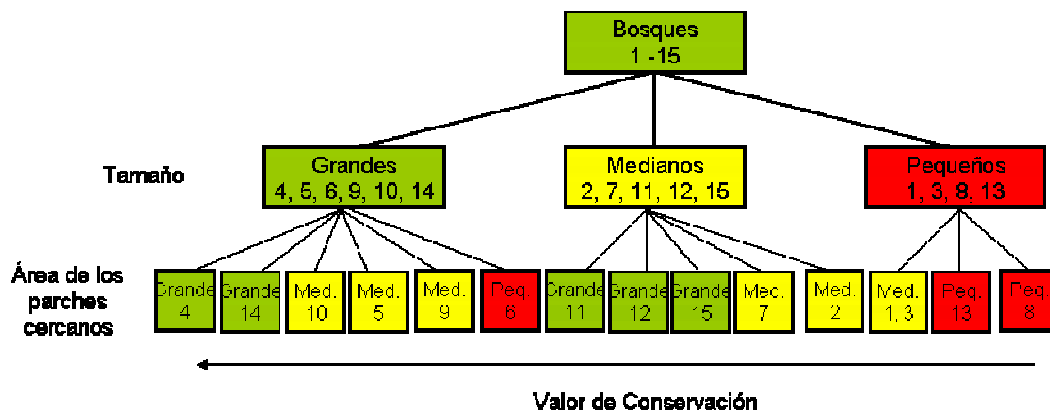 Bosques
1 -15
Tamaño
Grandes
4, 5, 6, 9, 10, 14
Medianos
2, 7, 11, 12, 15
Pequeños
1, 3, 8, 13
Área de los
parches
cercanos
Grande
4
Grande
14
Med.
10
Med.
5
Med.
9
Peq.
6
Grande
11
Grande
12
Grande
15
Med.
7
Med.
2
Med.
1, 3
Peq.
13
Peq.
8
Valor de Conservación